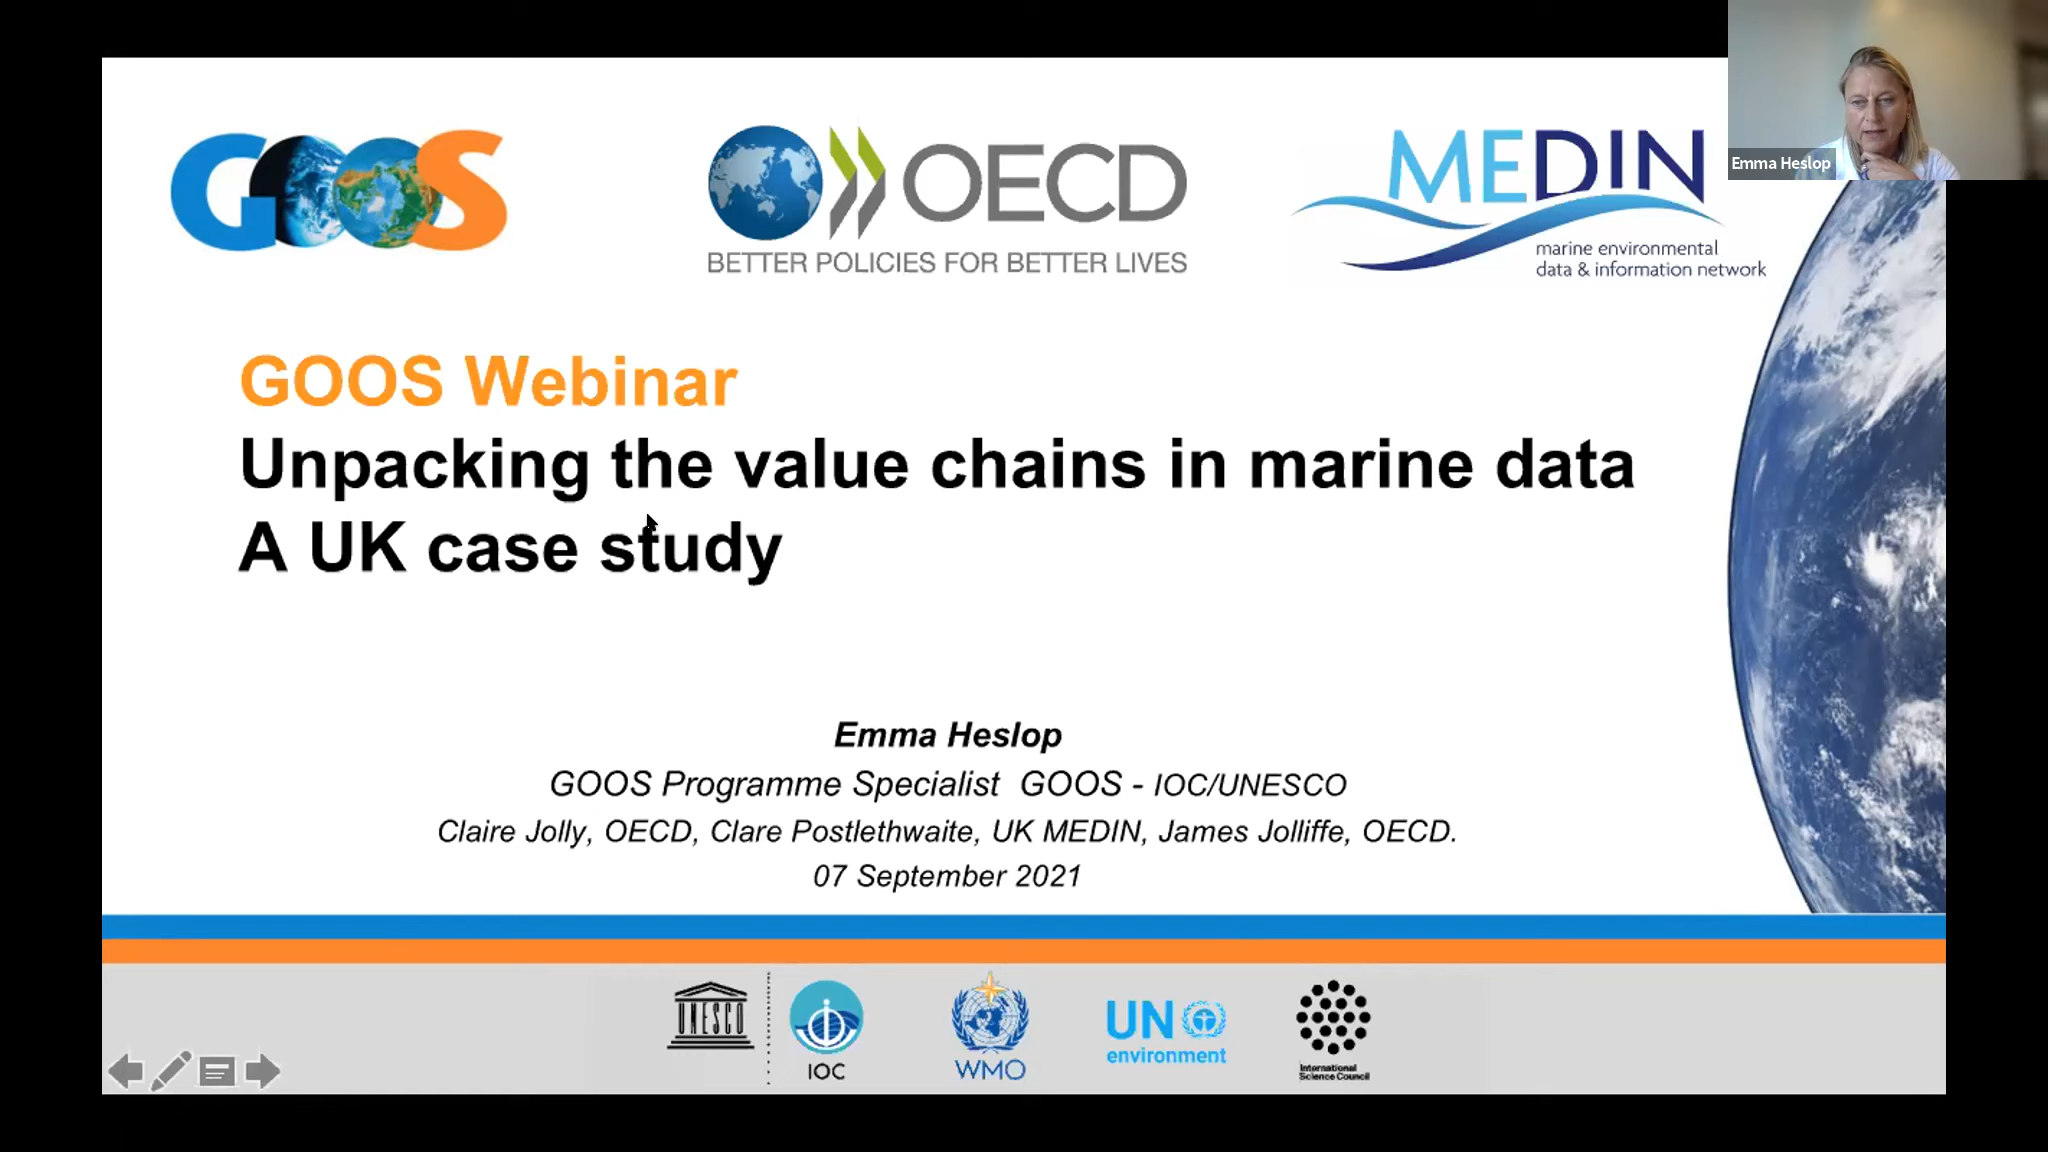 GOOS
OECD
BETTER POLICIES FOR BETTER LIVES
MEDIN
marine environmental
data & information network
Emma Heslop
GOOS Webinar
Unpacking the value chains in marine data
A UK case study
Emma Heslop
GOOS Programme Specialist GOOS - IOC/UNESCO
Claire Jolly, OECD, Clare Postlethwaite, UK MEDIN, James Jolliffe, OECD.
07 September 2021
UNESCO
IOC
WMO
UN
environment
International
Science Council